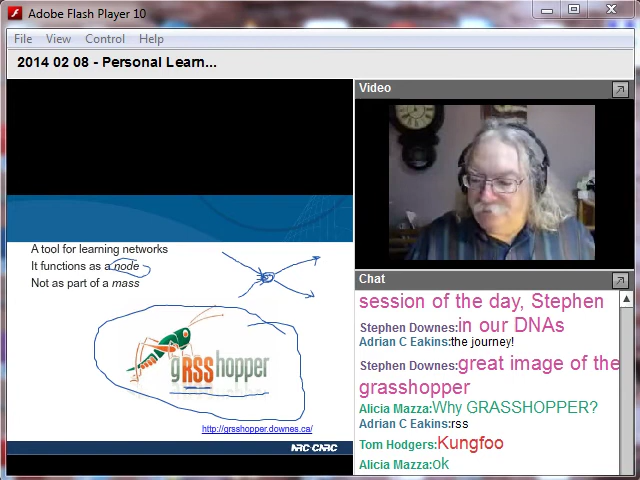 Adobe Flash Player 10
File View Control Help
2014 02 08 - Personal Learn...
A tool for learning networks
It functions as a node
Not as part of a mass
gRSShopper
http://grsshopper.downes.ca/
NRC-CNRC
Video
Chat
session of the day, Stephen
Stephen Downes:in our DNAs
Adrian C Eakins:the journey!
Stephen Downes:great image of the
grasshopper
Alicia Mazza:Why GRASSHOPPER?
Adrian C Eakins:rss
Tom Hodgers:Kungfoo
Alicia Mazza:ok